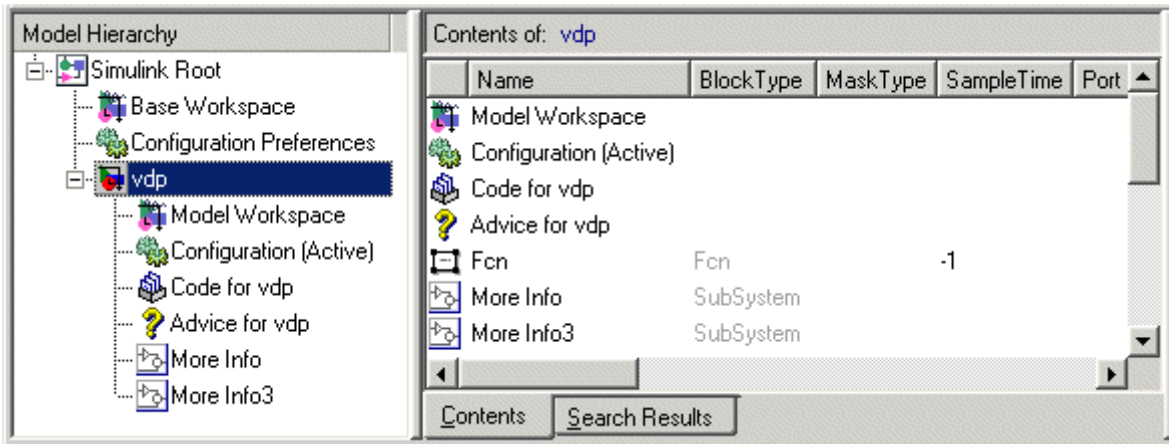 Model Hierarchy
Simulink Root
Base Workspace
Configuration Preferences
vdp
Model Workspace
Configuration (Active)
Code for vdp
Advice for vdp
More Info
More Info3
Contents of: vdp
Name BlockType MaskType SampleTime Port
Model Workspace
Configuration (Active)
Code for vdp
Advice for vdp
Fcn Fcn -1
More Info SubSystem
More Info3 SubSystem
Contents Search Results